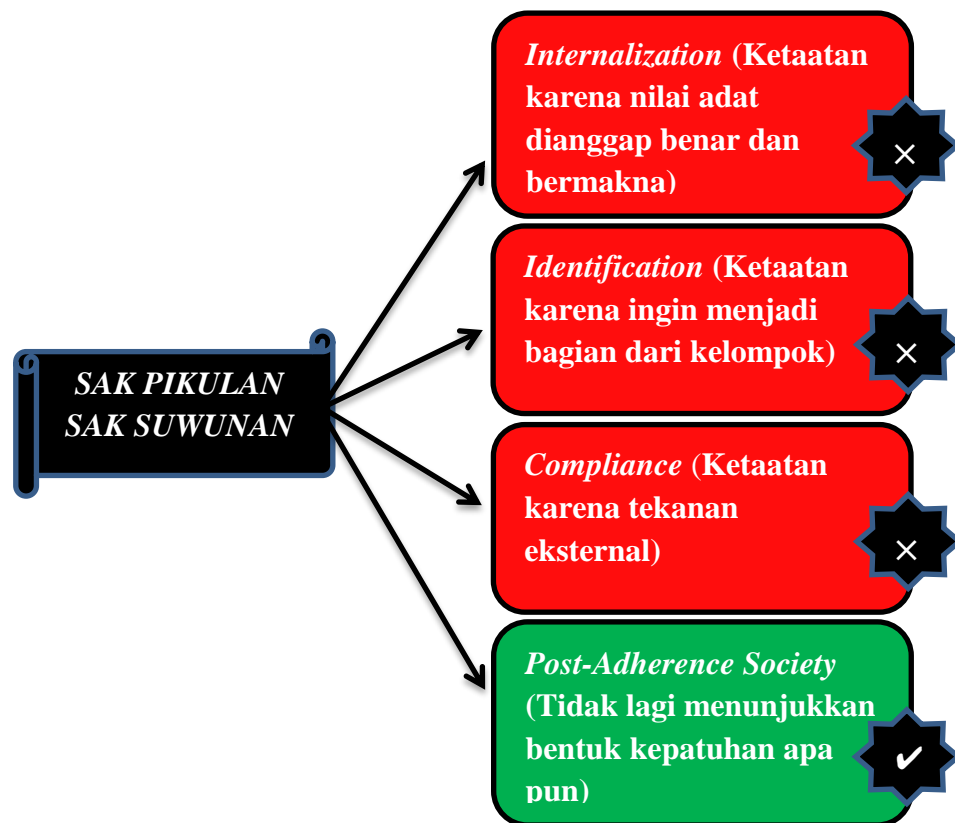 Internalization (Ketaatan
karena nilai adat
dianggap benar dan
bermakna)
×
Identification (Ketaatan
karena ingin menjadi
bagian dari kelompok)
×
SAK PIKULAN
SAK SUWUNAN
Compliance (Ketaatan
karena tekanan
eksternal)
×
Post-Adherence Society
(Tidak lagi menunjukkan
bentuk kepatuhan apa
pun)
✔